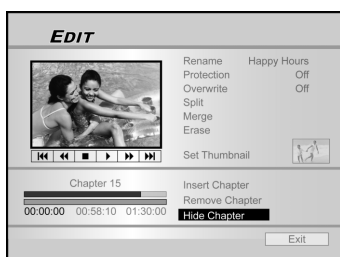 EDIT
Rename Happy Hours
Protection Off
Overwrite Off
Split
Merge
Erase
Set Thumbnail
Chapter 15
00:00:00 00:58:10 01:30:00
Insert Chapter
Remove Chapter
Hide Chapter
Exit